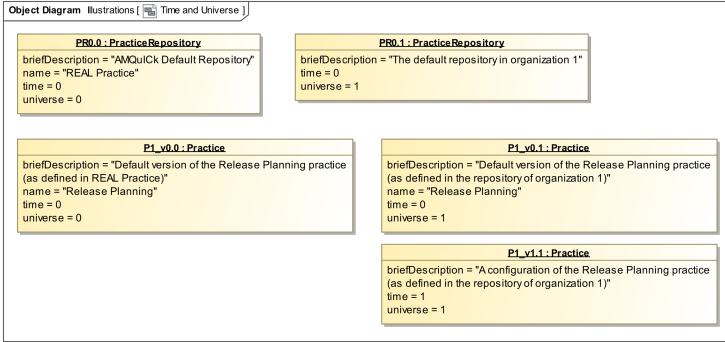 Object Diagram Illustrations [ Time and Universe ]
PR0.0 : PracticeRepository
briefDescription = "AMQuICk Default Repository"
name = "REAL Practice"
time = 0
universe = 0
PR0.1 : PracticeRepository
briefDescription = "The default repository in organization 1"
time = 0
universe = 1
P1_v0.0 : Practice
briefDescription = "Default version of the Release Planning practice
(as defined in REAL Practice)"
name = "Release Planning"
time = 0
universe = 0
P1_v0.1 : Practice
briefDescription = "Default version of the Release Planning practice
(as defined in the repository of organization 1)"
name = "Release Planning"
time = 0
universe = 1
P1_v1.1 : Practice
briefDescription = "A configuration of the Release Planning practice
(as defined in the repository of organization 1)"
time = 1
universe = 1